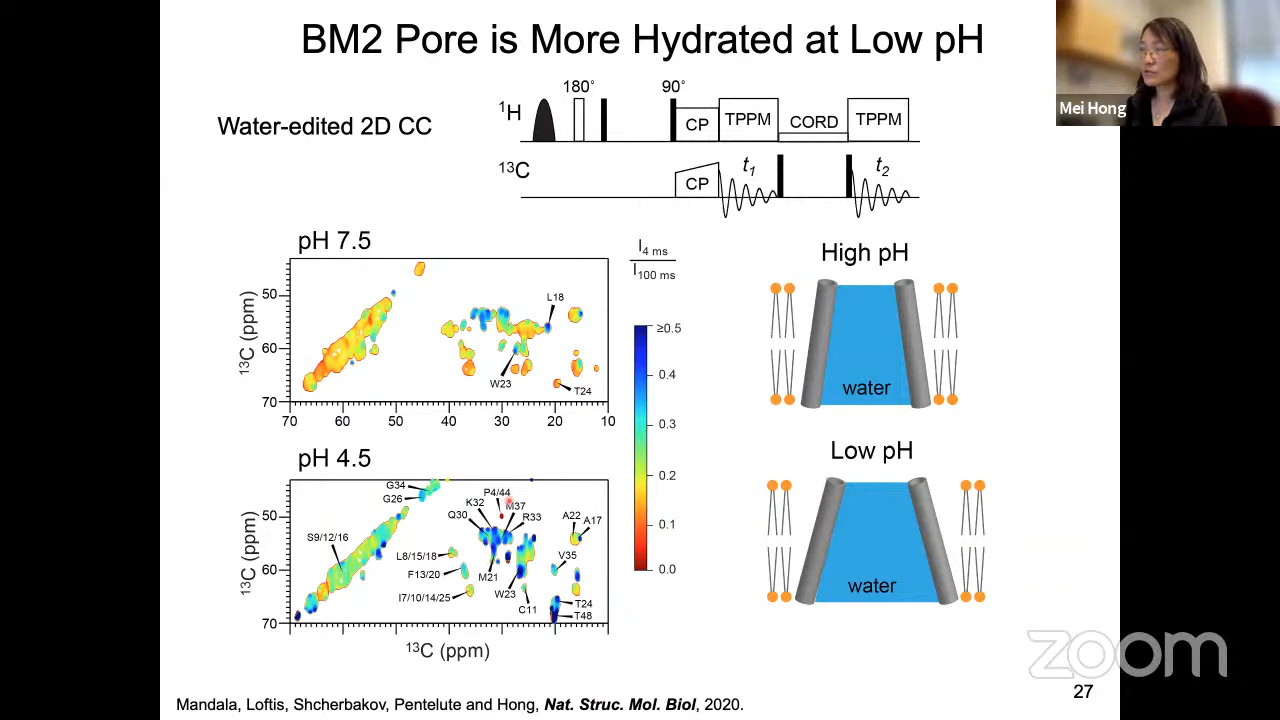 BM2 Pore is More Hydrated at Low pH
Mei Hong
Water-edited 2D CC
180° 90°
1H CP TPPM CORD TPPM
13C CP t1 t2
pH 7.5
I4 ms
I100 ms
High pH
water
13C (ppm)
50
60
70
L18
W23
T24
70 60 50 40 30 20 10
≥0.5
0.4
0.3
0.2
0.1
0.0
pH 4.5
Low pH
water
13C (ppm)
50
60
70
G34
G26
S9/12/16
P4/44
K32
M37
Q30
R33
A22
A17
L8/15/18
V35
F13/20
M21
I7/10/14/25
W23
C11
T24
T48
13C (ppm)
zoom
27
Mandala, Loftis, Shcherbakov, Pentelute and Hong, Nat. Struc. Mol. Biol, 2020.